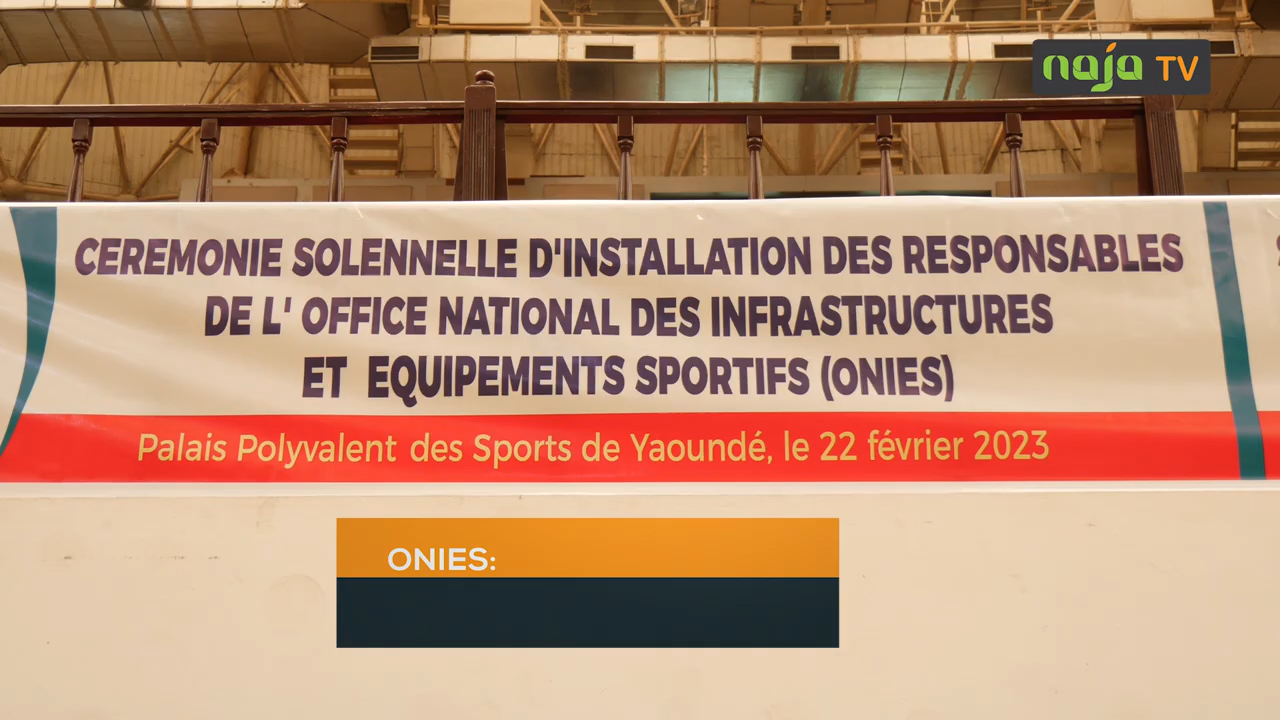 naja TV
CEREMONIE SOLENNELLE D'INSTALLATION DES RESPONSABLES
DE L' OFFICE NATIONAL DES INFRASTRUCTURES
ET EQUIPEMENTS SPORTIFS (ONIES)
Palais Polyvalent des Sports de Yaoundé, le 22 février 2023
ONIES: